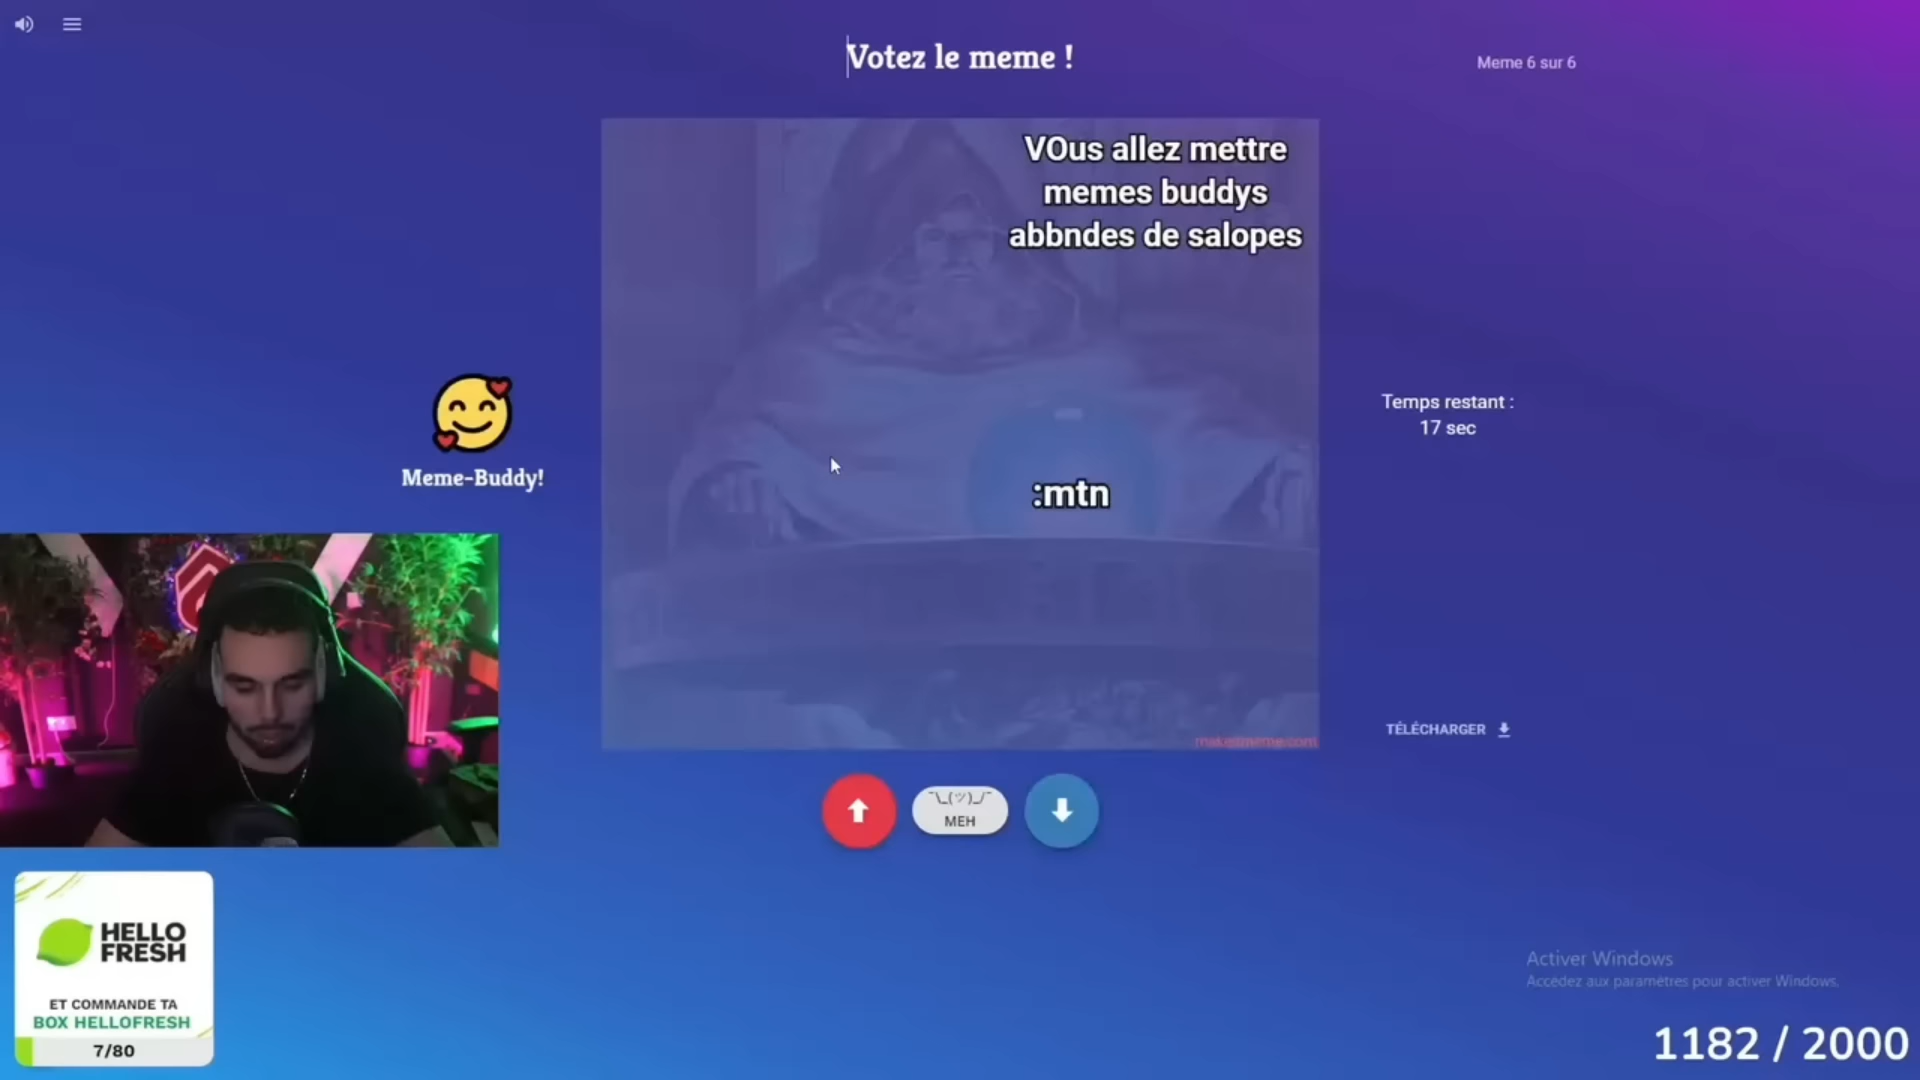 Votez le meme !
Meme 6 sur 6
VOus allez mettre
memes buddys
abbndes de salopes
:mtn
Meme-Buddy!
Temps restant :
17 sec
TÉLÉCHARGER
makeitmeme.com
¯\_(ツ)_/¯
MEH
HELLO
FRESH
ET COMMANDE TA
BOX HELLOFRESH
7/80
Activer Windows
Accédez aux paramètres pour activer Windows.
1182 / 2000